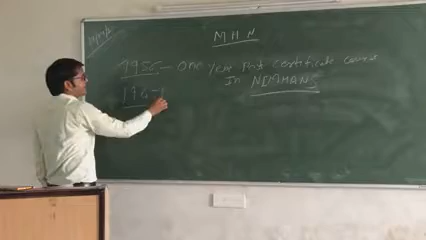 MHN
1956 - One year Post certificate course
In NIMHANS